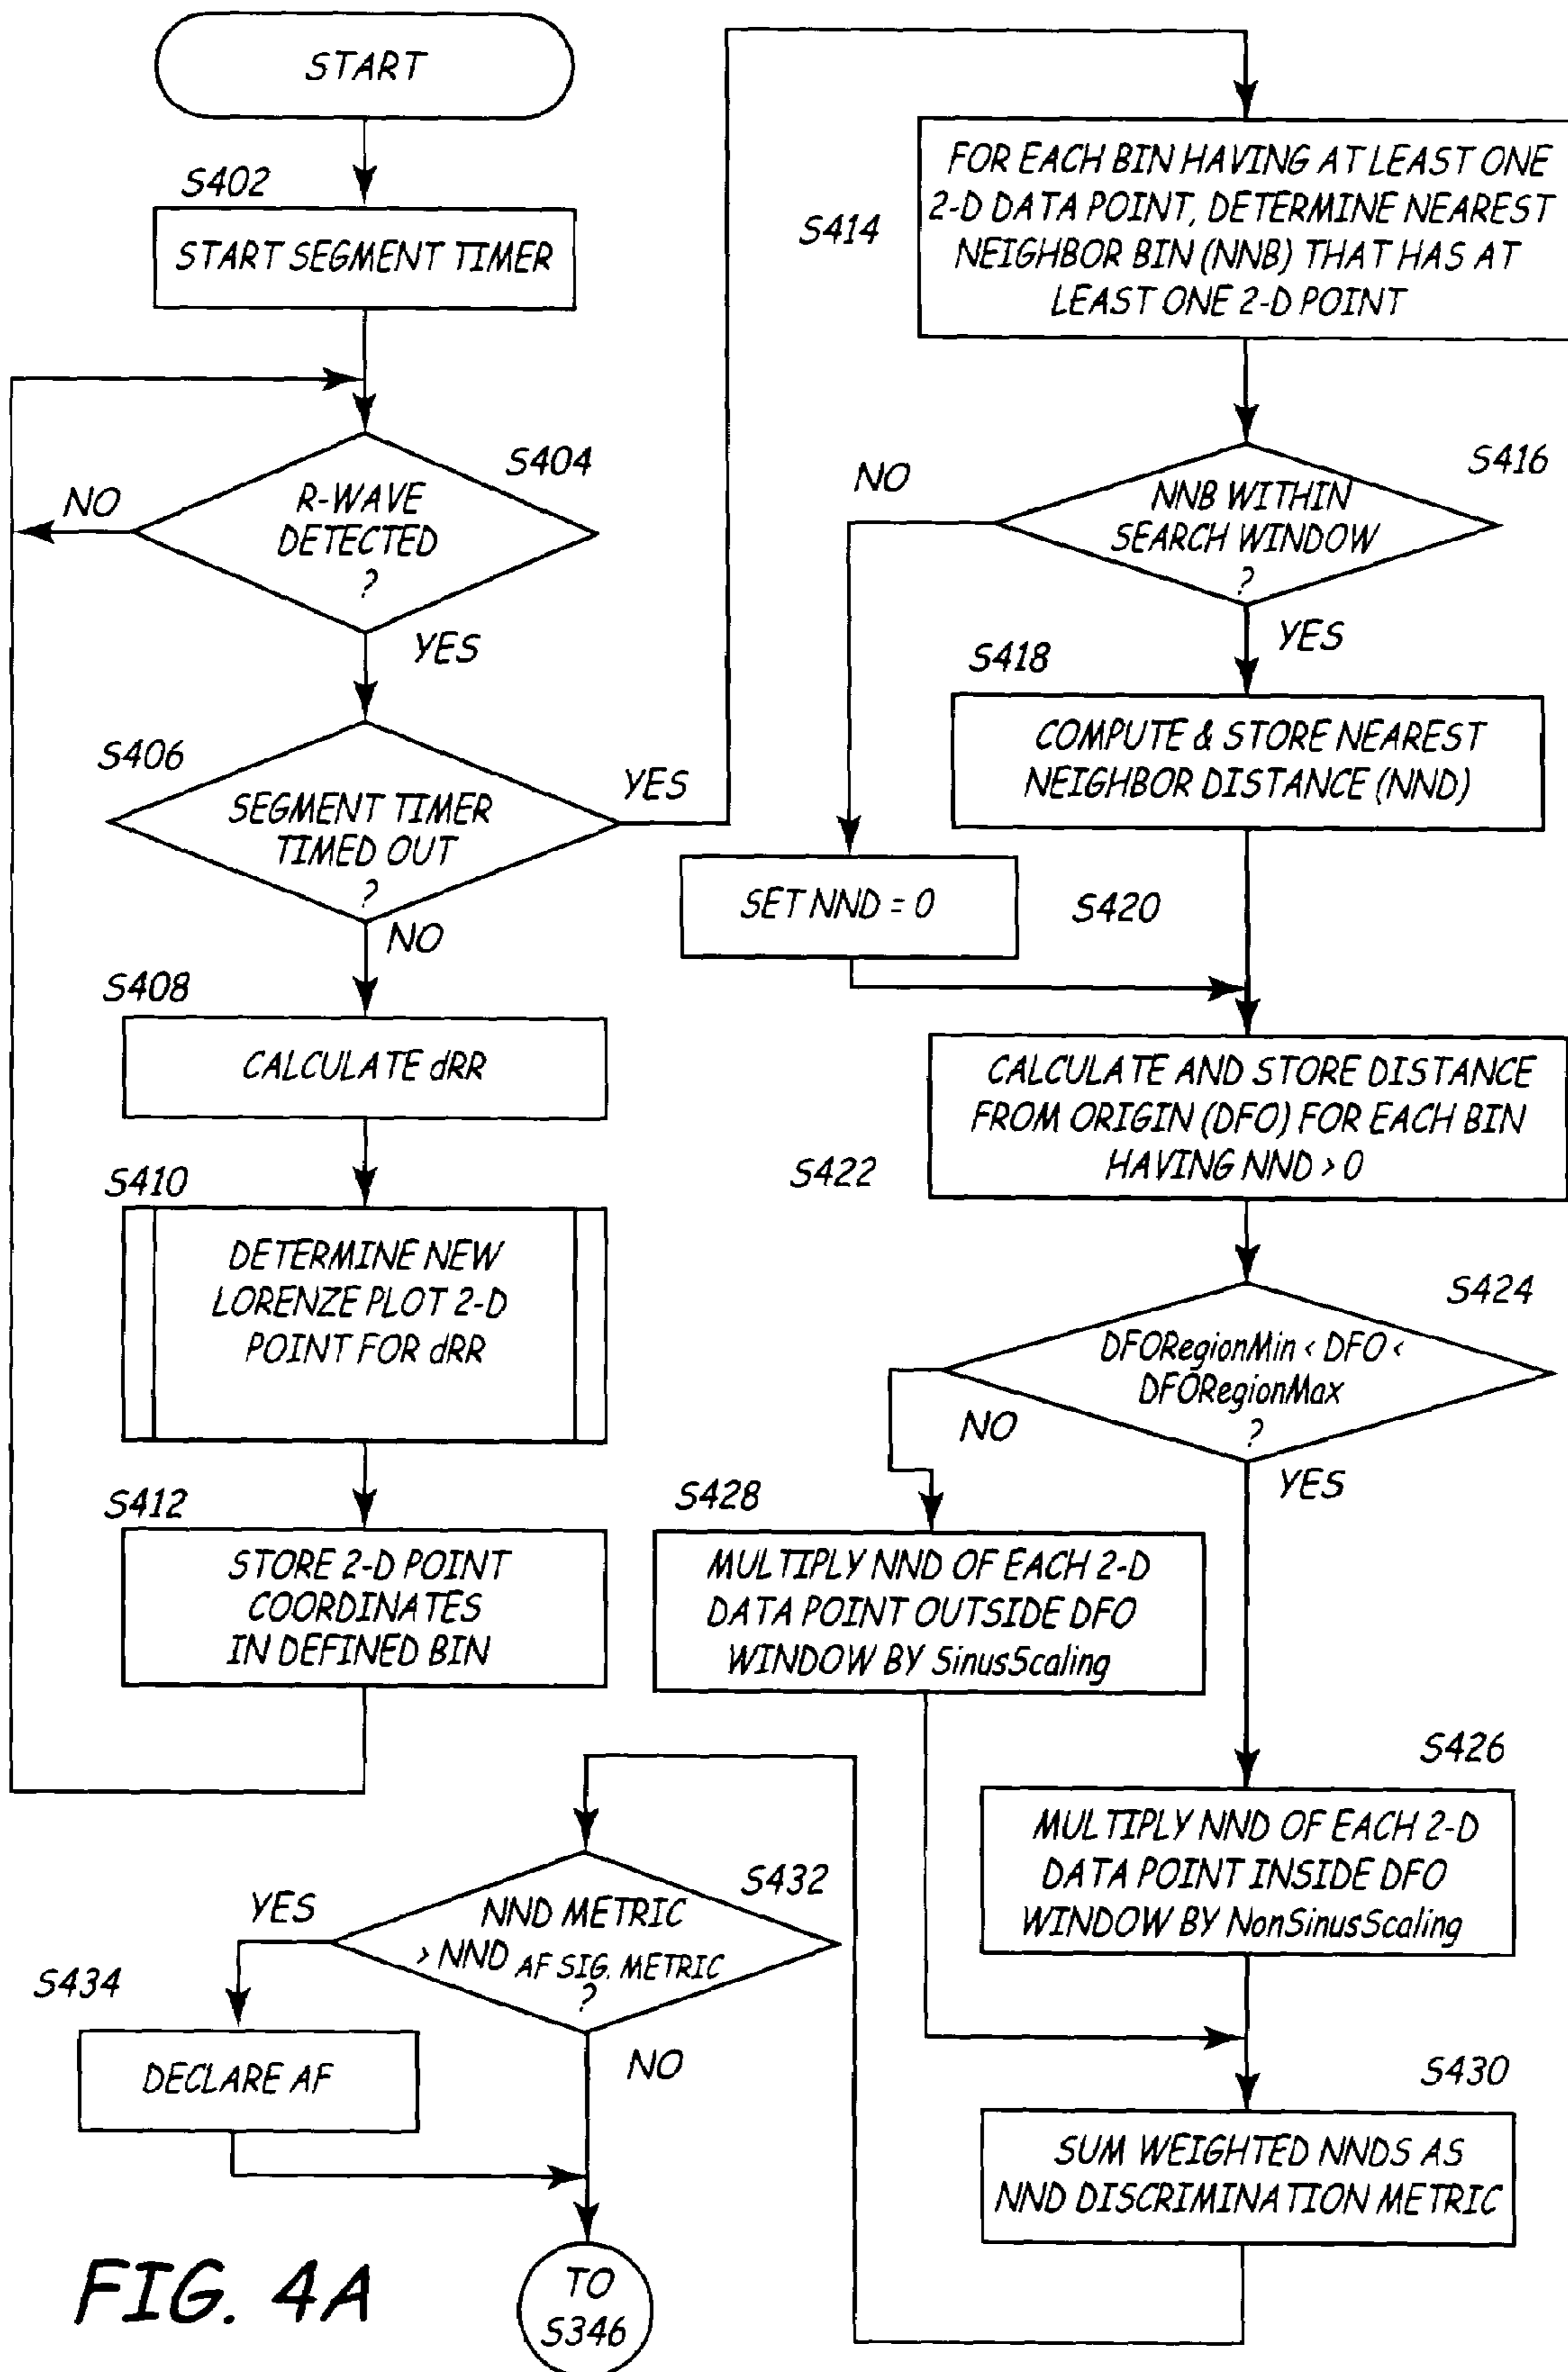 START
S402
START SEGMENT TIMER
S404
NO
R-WAVE
DETECTED
?
YES
S406
SEGMENT TIMER
TIMED OUT
?
YES
NO
S408
CALCULATE dRR
S410
DETERMINE NEW
LORENZE PLOT 2-D
POINT FOR dRR
S412
STORE 2-D POINT
COORDINATES
IN DEFINED BIN
S414
FOR EACH BIN HAVING AT LEAST ONE
2-D DATA POINT, DETERMINE NEAREST
NEIGHBOR BIN (NNB) THAT HAS AT
LEAST ONE 2-D POINT
S416
NO
NNB WITHIN
SEARCH WINDOW
?
YES
S418
COMPUTE & STORE NEAREST
NEIGHBOR DISTANCE (NND)
SET NND = 0
S420
CALCULATE AND STORE DISTANCE
FROM ORIGIN (DFO) FOR EACH BIN
HAVING NND > 0
S422
S424
DFORegionMin < DFO <
DFORegionMax
?
NO
YES
S428
MULTIPLY NND OF EACH 2-D
DATA POINT OUTSIDE DFO
WINDOW BY SinusScaling
S426
MULTIPLY NND OF EACH 2-D
DATA POINT INSIDE DFO
WINDOW BY NonSinusScaling
S430
SUM WEIGHTED NNDS AS
NND DISCRIMINATION METRIC
S432
YES
NND METRIC
> NND AF SIG. METRIC
?
NO
S434
DECLARE AF
TO
S346
FIG. 4A